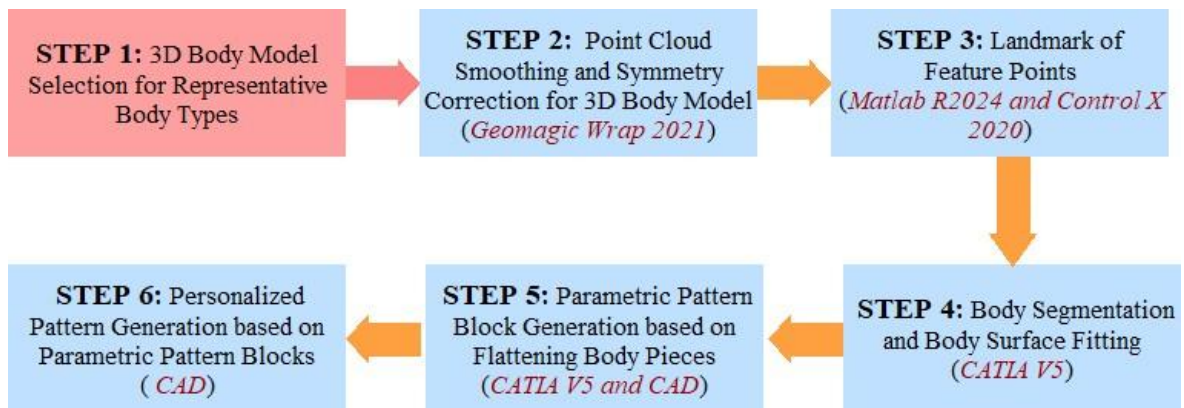 STEP 1: 3D Body Model
Selection for Representative
Body Types
STEP 2: Point Cloud
Smoothing and Symmetry
Correction for 3D Body Model
(Geomagic Wrap 2021)
STEP 3: Landmark of
Feature Points
(Matlab R2024 and Control X
2020)
STEP 4: Body Segmentation
and Body Surface Fitting
(CATIA V5)
STEP 5: Parametric Pattern
Block Generation based on
Flattening Body Pieces
(CATIA V5 and CAD)
STEP 6: Personalized
Pattern Generation based on
Parametric Pattern Blocks
( CAD)